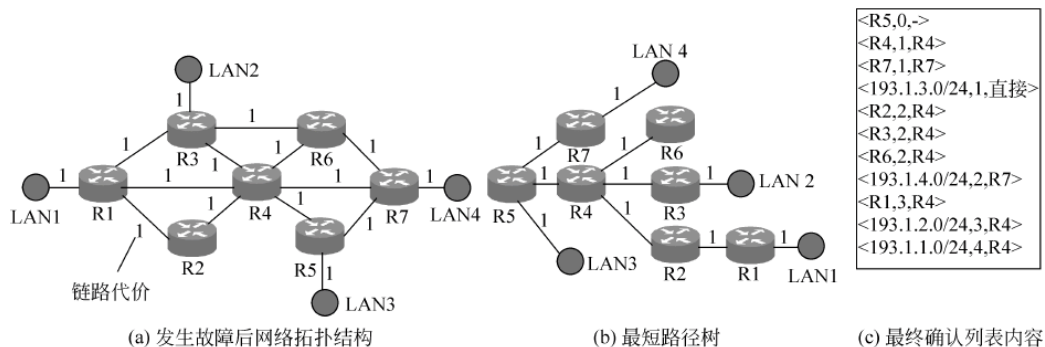 LAN2
1
1
1
R3
R6
1
1
1
1
1
1
1
1
LAN1
R1
R4
R7
LAN4
1
1
1
1
1
R2
R5
1
链路代价
LAN3
(a) 发生故障后网络拓扑结构
LAN 4
1
R7
R6
1
1
1
1
1
LAN 2
R5
R4
R3
1
1
1
1
LAN3
R2
R1
LAN1
(b) 最短路径树
<R5,0,->
<R4,1,R4>
<R7,1,R7>
<193.1.3.0/24,1,直接>
<R2,2,R4>
<R3,2,R4>
<R6,2,R4>
<193.1.4.0/24,2,R7>
<R1,3,R4>
<193.1.2.0/24,3,R4>
<193.1.1.0/24,4,R4>
(c) 最终确认列表内容